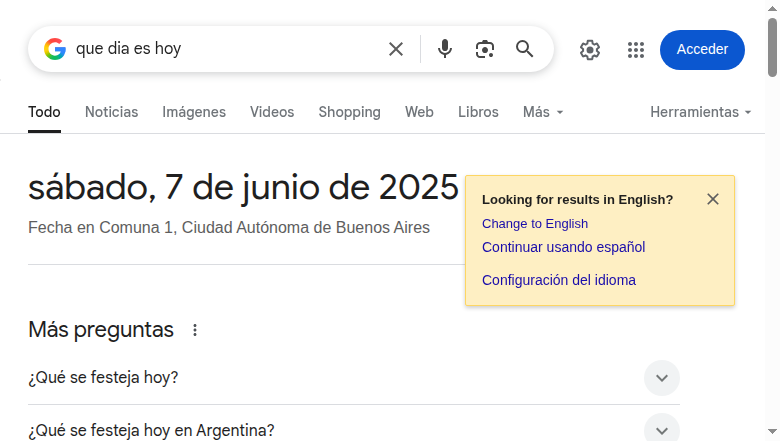 que dia es hoy
Acceder
Todo Noticias Imágenes Videos Shopping Web Libros Más Herramientas
sábado, 7 de junio de 2025
Fecha en Comuna 1, Ciudad Autónoma de Buenos Aires
Looking for results in English?
Change to English
Continuar usando español
Configuración del idioma
Más preguntas
¿Qué se festeja hoy?
¿Qué se festeja hoy en Argentina?